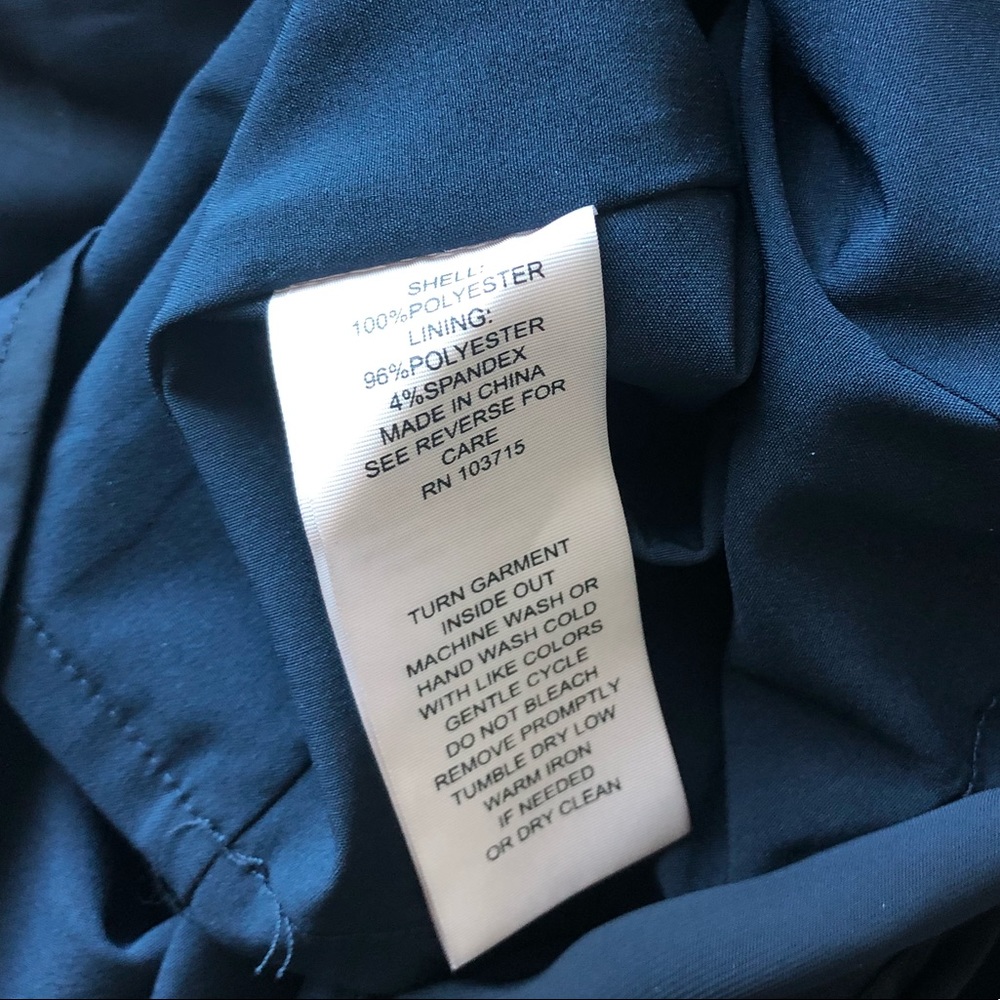 SHELL:
100%POLYESTER
LINING:
96%POLYESTER
4%SPANDEX
MADE IN CHINA
SEE REVERSE FOR
CARE
RN 103715
TURN GARMENT
INSIDE OUT
MACHINE WASH OR
HAND WASH COLD
WITH LIKE COLORS
GENTLE CYCLE
DO NOT BLEACH
REMOVE PROMPTLY
TUMBLE DRY LOW
WARM IRON
IF NEEDED
OR DRY CLEAN